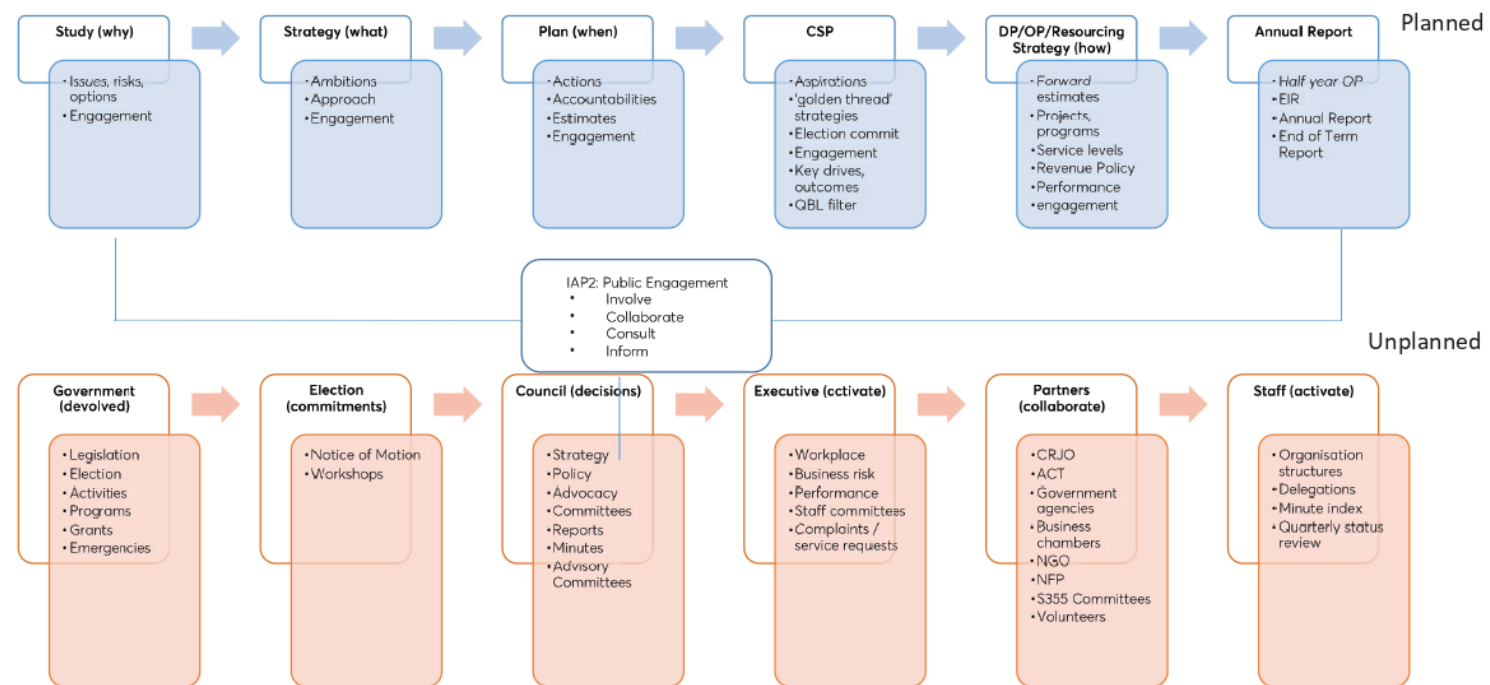 Planned
Study (why)
• Issues, risks,
options
• Engagement
Strategy (what)
• Ambitions
• Approach
• Engagement
Plan (when)
• Actions
• Accountabilities
• Estimates
• Engagement
CSP
• Aspirations
• 'golden thread'
strategies
• Election commit
• Engagement
• Key drives,
outcomes
• QBL filter
DP/OP/Resourcing
Strategy (how)
• Forward
estimates
• Projects,
programs
• Service levels
• Revenue Policy
• Performance
• engagement
Annual Report
• Half year OP
• EIR
• Annual Report
• End of Term
Report
IAP2: Public Engagement
• Involve
• Collaborate
• Consult
• Inform
Unplanned
Government
(devolved)
• Legislation
• Election
• Activities
• Programs
• Grants
• Emergencies
Election
(commitments)
• Notice of Motion
• Workshops
Council (decisions)
• Strategy
• Policy
• Advocacy
• Committees
• Reports
• Minutes
• Advisory
Committees
Executive (cctivate)
• Workplace
• Business risk
• Performance
• Staff committees
• Complaints /
service requests
Partners
(collaborate)
• CRJO
• ACT
• Government
agencies
• Business
chambers
• NGO
• NFP
• S355 Committees
• Volunteers
Staff (activate)
• Organisation
structures
• Delegations
• Minute index
• Quarterly status
review